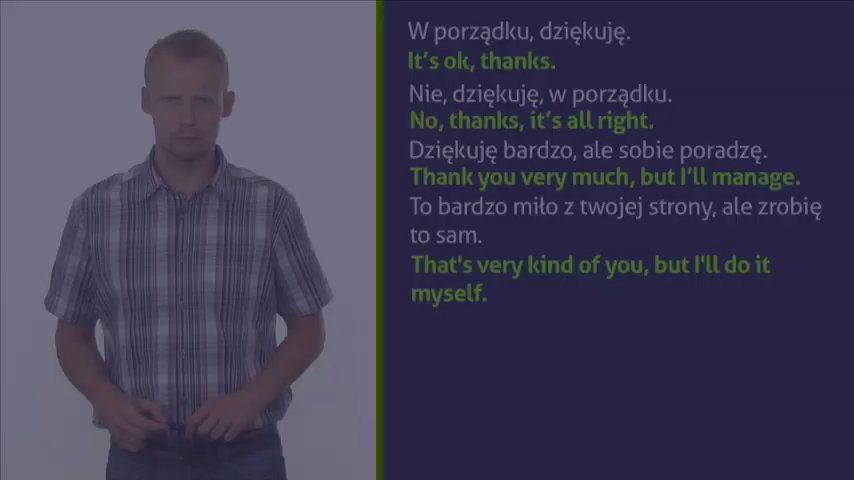 W porządku, dziękuję.
It's ok, thanks.
Nie, dziękuję, w porządku.
No, thanks, it's all right.
Dziękuję bardzo, ale sobie poradzę.
Thank you very much, but I'll manage.
To bardzo miło z twojej strony, ale zrobię
to sam.
That's very kind of you, but I'll do it
myself.